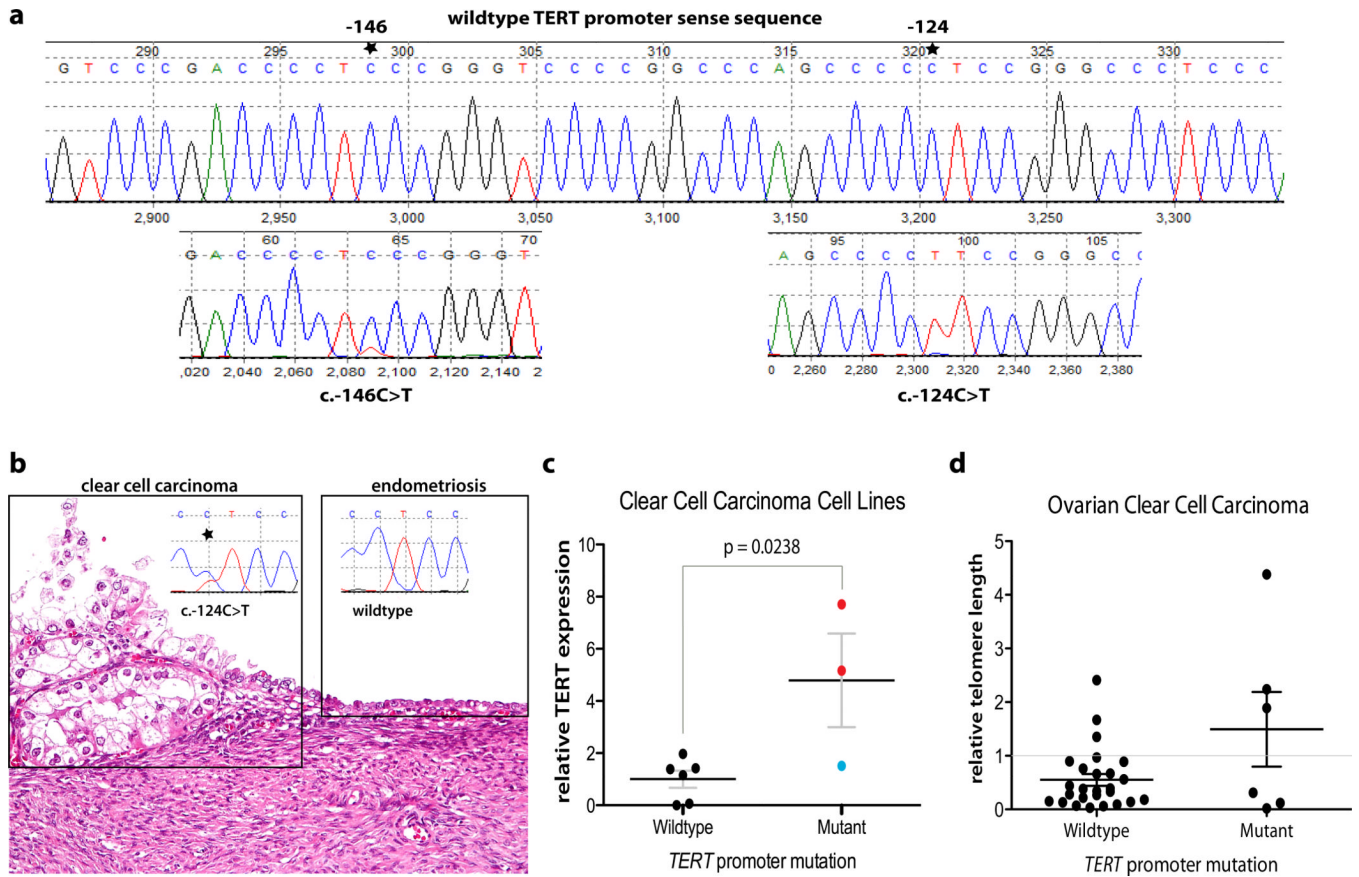 a
wildtype TERT promoter sense sequence
-146 -124
290 295 300 305 310 315 320 325 330
G T C C C G A C C C C T C C C G G G T C C C C G G C C C A G C C C C C T C C G G G C C C T C C C
2,900 2,950 3,000 3,050 3,100 3,150 3,200 3,250 3,300
60 65 70 95 100 105
G A C C C C T C C C G G G T A G C C C C T T C C G G G C C
,020 2,040 2,060 2,080 2,100 2,120 2,140 2 0 2,260 2,280 2,300 2,320 2,340 2,360 2,380
c.-146C>T c.-124C>T
b
clear cell carcinoma endometriosis
C C T C C C C T C C
c.-124C>T wildtype
c
Clear Cell Carcinoma Cell Lines
p = 0.0238
relative TERT expression
10
8
6
4
2
0
Wildtype Mutant
TERT promoter mutation
d
Ovarian Clear Cell Carcinoma
relative telomere length
5
4
3
2
1
0
Wildtype Mutant
TERT promoter mutation